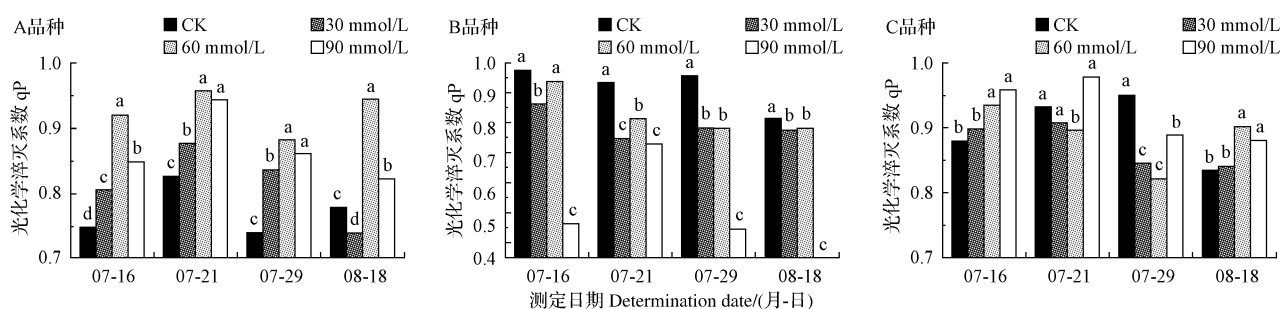 A品种
CK
30 mmol/L
60 mmol/L
90 mmol/L
光化学淬灭系数 qP
1.0
0.9
0.8
0.7
d c a b
c b a a
c b a a
c d a b
07-16 07-21 07-29 08-18
B品种
CK
30 mmol/L
60 mmol/L
90 mmol/L
光化学淬灭系数 qP
1.0
0.9
0.8
0.7
0.6
0.5
0.4
a b a c
a c b c
a b b c
a b b c
07-16 07-21 07-29 08-18
测定日期 Determination date/(月-日)
C品种
CK
30 mmol/L
60 mmol/L
90 mmol/L
光化学淬灭系数 qP
1.0
0.9
0.8
0.7
b b a a
a a b a
a c c b
b b a a
07-16 07-21 07-29 08-18